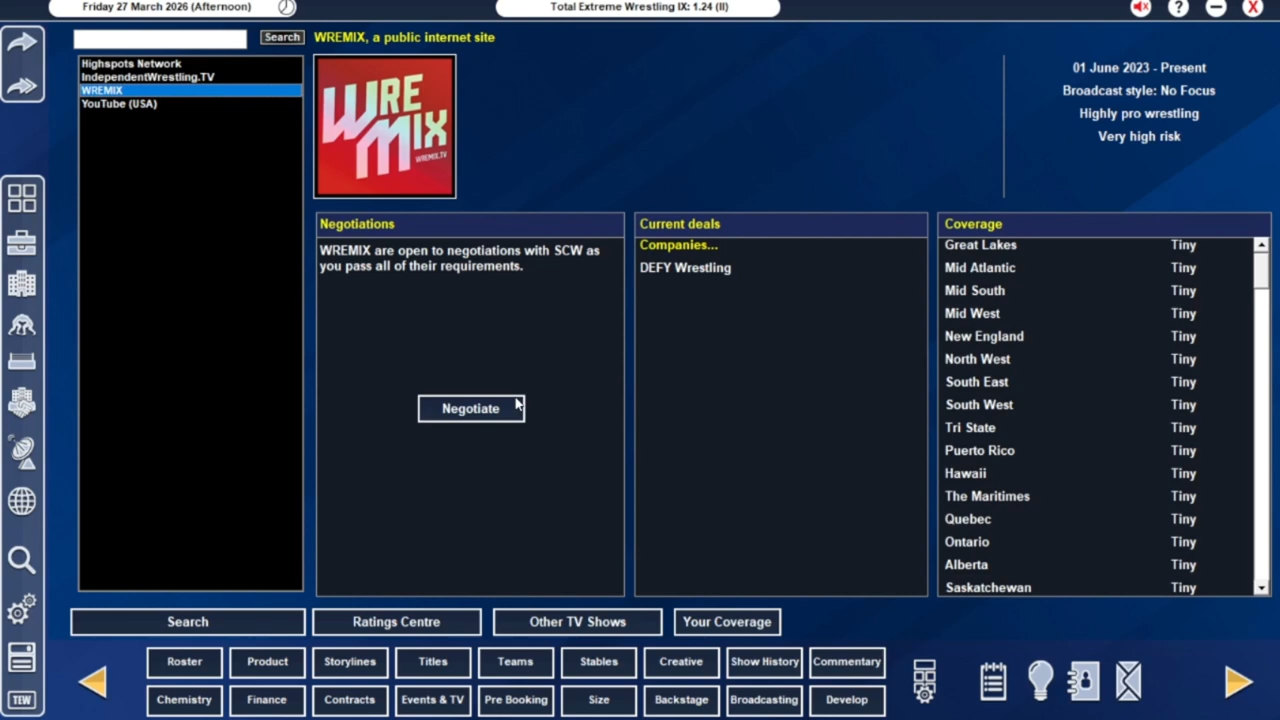 Friday 27 March 2026 (Afternoon)
Total Extreme Wrestling IX: 1.24 (II)
Search
WREMIX, a public internet site
Highspots Network
IndependentWrestling.TV
WREMIX
YouTube (USA)
WRE
MIX
WREMIX.TV
01 June 2023 - Present
Broadcast style: No Focus
Highly pro wrestling
Very high risk
Negotiations
WREMIX are open to negotiations with SCW as
you pass all of their requirements.
Negotiate
Current deals
Companies...
DEFY Wrestling
Coverage
Great Lakes Tiny
Mid Atlantic Tiny
Mid South Tiny
Mid West Tiny
New England Tiny
North West Tiny
South East Tiny
South West Tiny
Tri State Tiny
Puerto Rico Tiny
Hawaii Tiny
The Maritimes Tiny
Quebec Tiny
Ontario Tiny
Alberta Tiny
Saskatchewan Tiny
Search Ratings Centre Other TV Shows Your Coverage
Roster Product Storylines Titles Teams Stables Creative Show History Commentary
Chemistry Finance Contracts Events & TV Pre Booking Size Backstage Broadcasting Develop
TEW